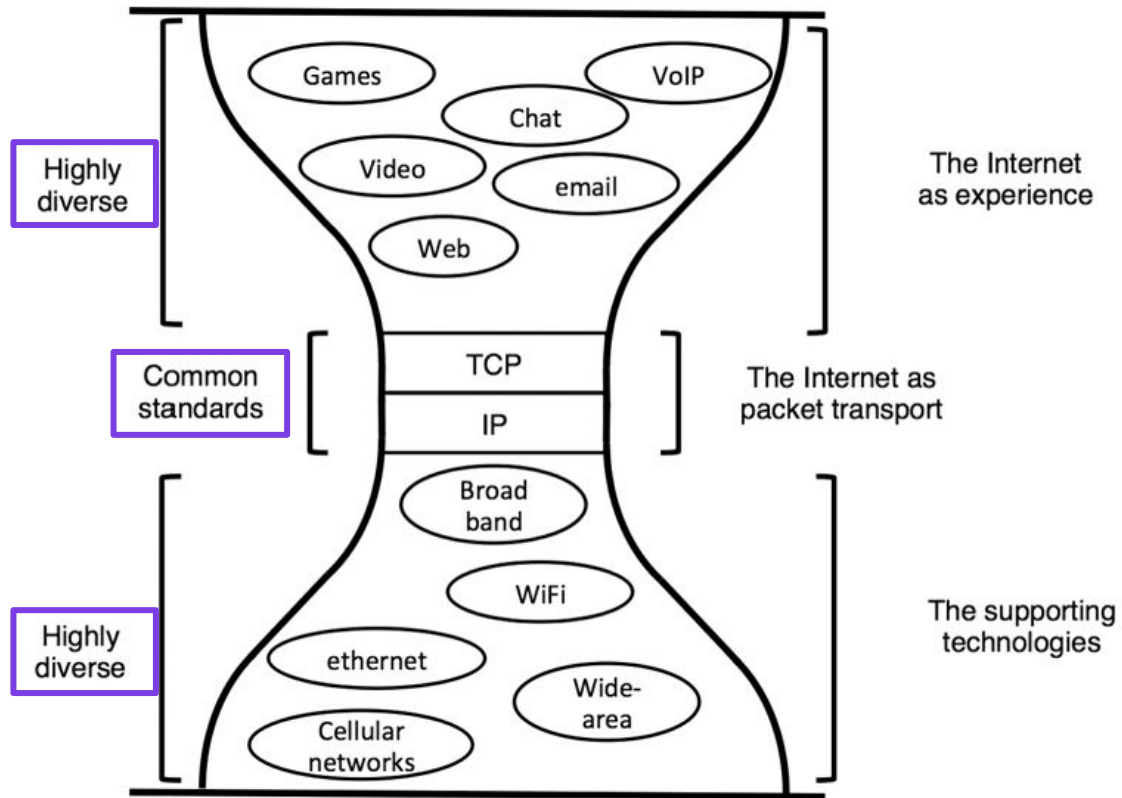 Games
VoIP
Chat
Highly
diverse
Video
email
The Internet
as experience
Web
Common
standards
TCP
IP
The Internet as
packet transport
Broad
band
WiFi
Highly
diverse
ethernet
Wide-
area
Cellular
networks
The supporting
technologies